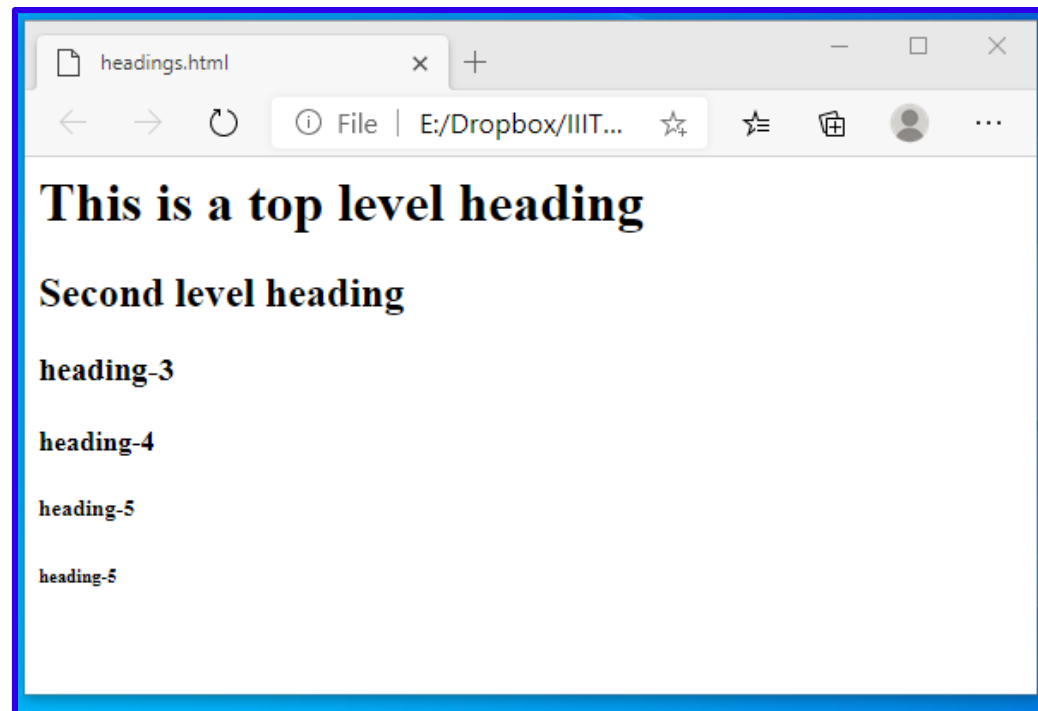 headings.html
File | E:/Dropbox/IIIT...
This is a top level heading
Second level heading
heading-3
heading-4
heading-5
heading-5